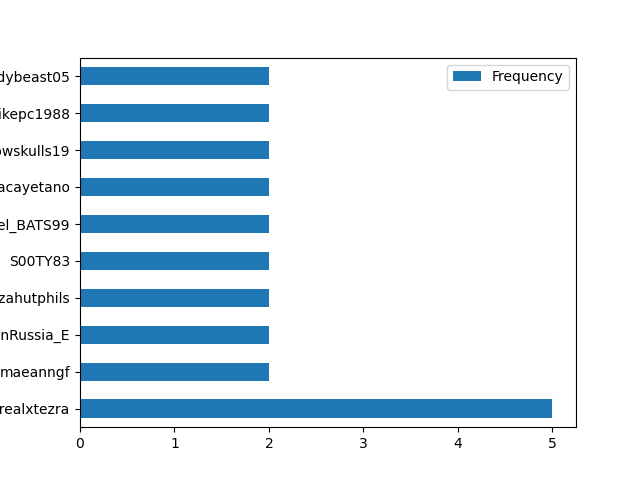 Frequency
dybeast05
ikepc1988
owskulls19
acayetano
el_BATS99
S00TY83
zahutphils
nRussia_E
maeanngf
realxtezra
0 1 2 3 4 5